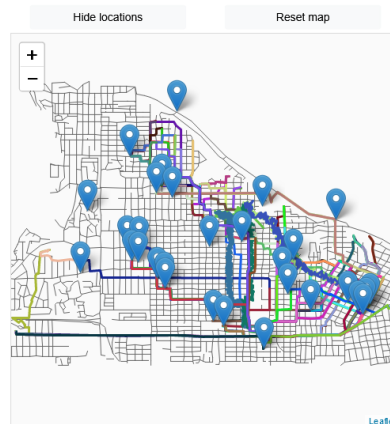 Hide locations
Reset map
+
−
Leafl